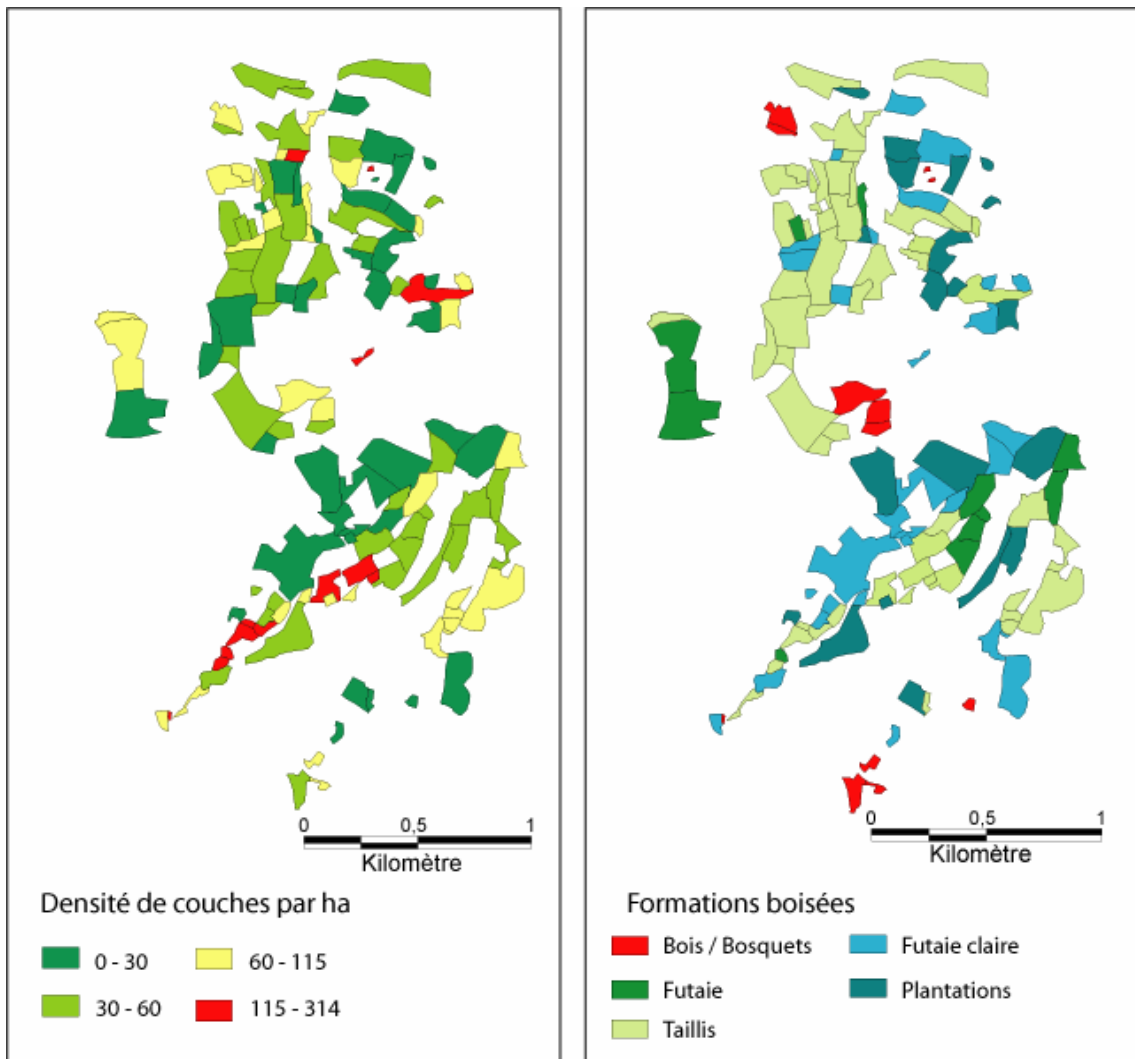 0 0,5 1
Kilomètre
Densité de couches par ha
0 - 30
60 - 115
30 - 60
115 - 314
0 0,5 1
Kilomètre
Formations boisées
Bois / Bosquets
Futaie claire
Futaie
Plantations
Taillis